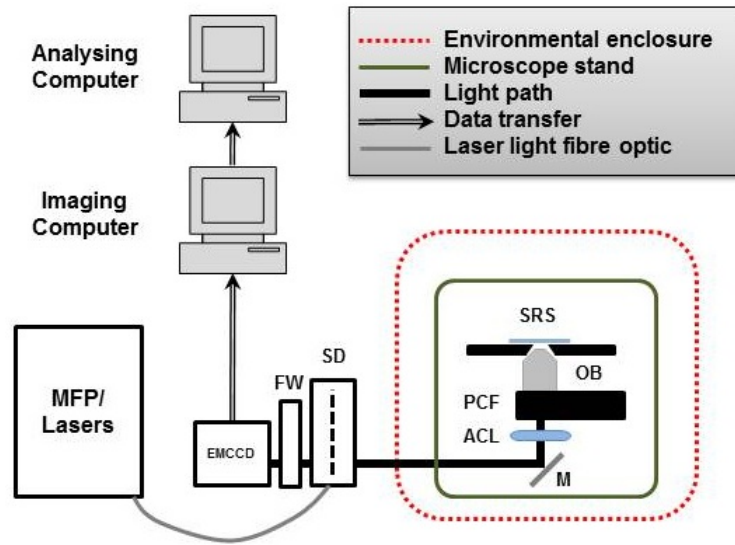 Analysing
Computer
Environmental enclosure
Microscope stand
Light path
Data transfer
Laser light fibre optic
Imaging
Computer
SRS
OB
PCF
ACL
M
SD
FW
MFP/
Lasers
EMCCD